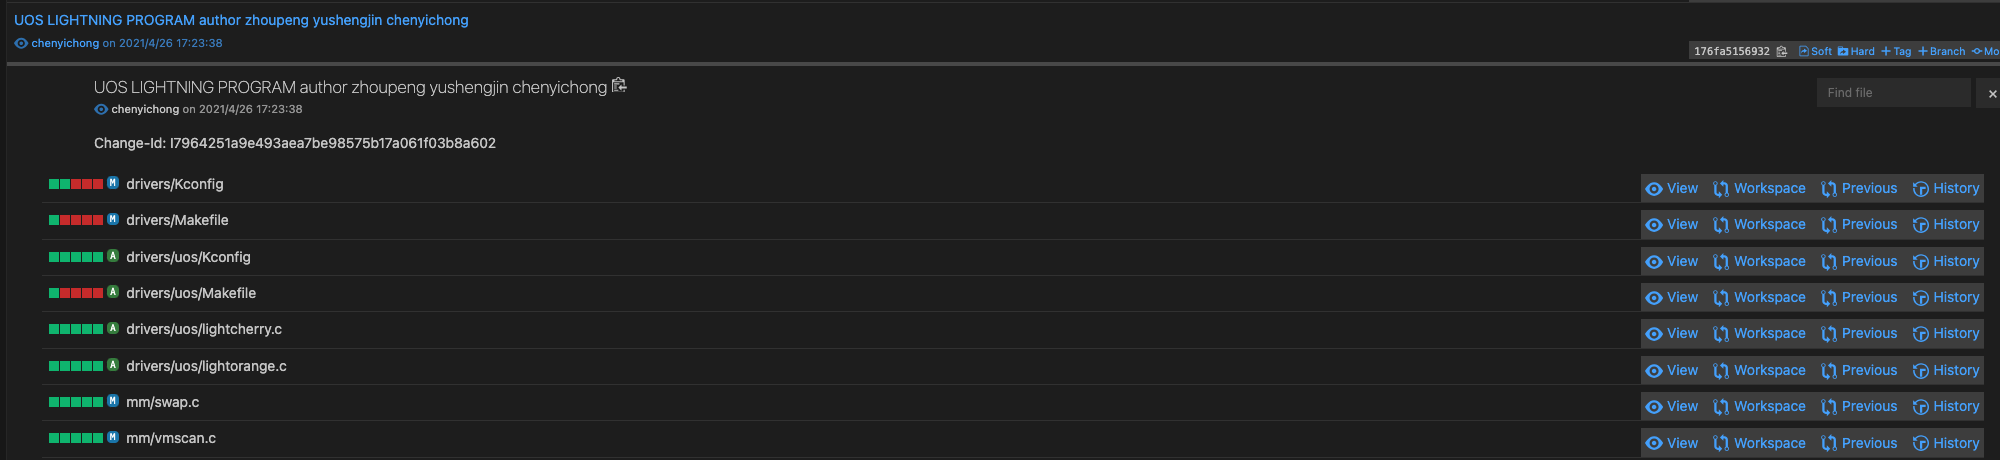 UOS LIGHTNING PROGRAM author zhoupeng yushengjin chenyichong
chenyichong on 2021/4/26 17:23:38
176fa5156932 Soft Hard Tag Branch Mo
UOS LIGHTNING PROGRAM author zhoupeng yushengjin chenyichong
Find file ×
chenyichong on 2021/4/26 17:23:38
Change-Id: I7964251a9e493aea7be98575b17a061f03b8a602
M drivers/Kconfig View Workspace Previous History
M drivers/Makefile View Workspace Previous History
A drivers/uos/Kconfig View Workspace Previous History
A drivers/uos/Makefile View Workspace Previous History
A drivers/uos/lightcherry.c View Workspace Previous History
A drivers/uos/lightorange.c View Workspace Previous History
M mm/swap.c View Workspace Previous History
M mm/vmscan.c View Workspace Previous History